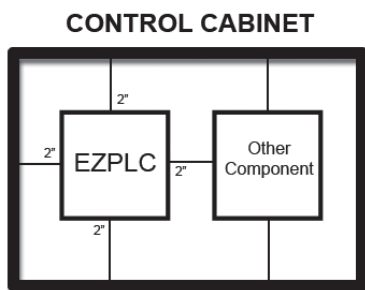 CONTROL CABINET
2"
2"
EZPLC
2"
Other
Component
2"